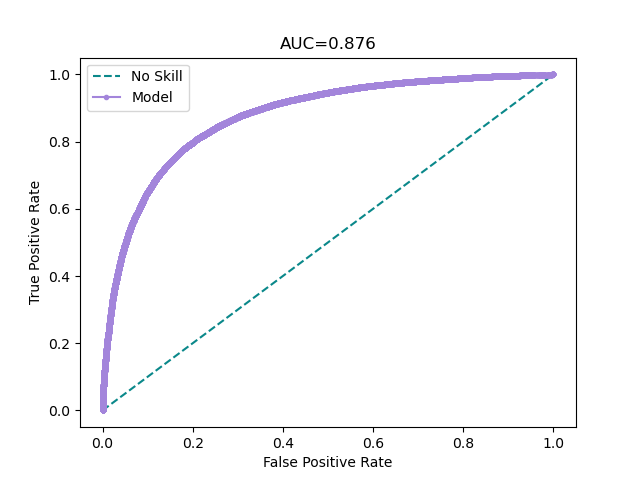 AUC=0.876
No Skill
Model
1.0
0.8
0.6
0.4
0.2
0.0
True Positive Rate
0.0 0.2 0.4 0.6 0.8 1.0
False Positive Rate